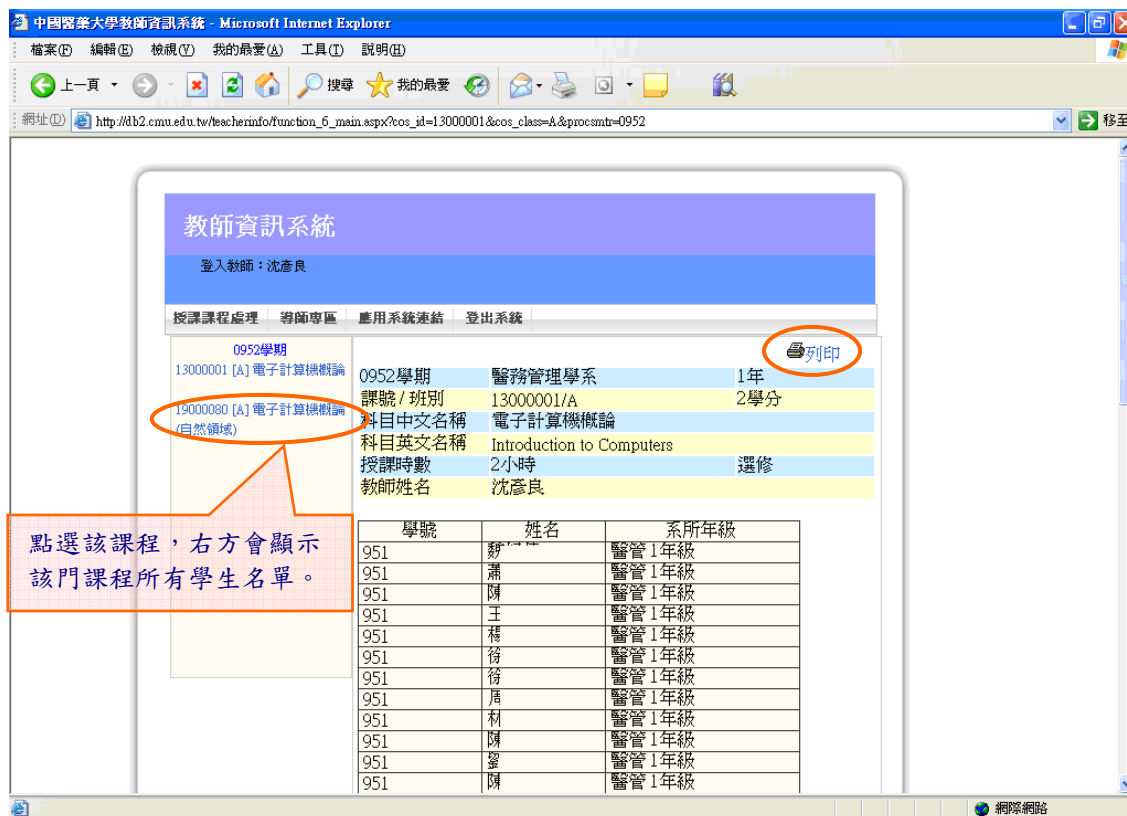 中國醫藥大學教師資訊系統 - Microsoft Internet Explorer
檔案(F) 編輯(E) 檢視(V) 我的最愛(A) 工具(T) 說明(H)
上一頁 搜尋 我的最愛
網址(D) http://db2.cmu.edu.tw/teacherinfo/function_6_main.aspx?cos_id=13000001&cos_class=A&procsmtr=0952 移至
教師資訊系統
登入教師：沈彥良
授課課程處理 導師專區 應用系統連結 登出系統
0952學期
13000001 [A] 電子計算機概論
19000080 [A] 電子計算機概論
(自然領域)
點選該課程，右方會顯示
該門課程所有學生名單。
列印
0952學期 醫務管理學系 1年
課號 / 班別 13000001/A 2學分
科目中文名稱 電子計算機概論
科目英文名稱 Introduction to Computers
授課時數 2小時 選修
教師姓名 沈彥良
學號 姓名 系所年級
951 醫管1年級
951 蕭 醫管1年級
951 陳 醫管1年級
951 王 醫管1年級
951 楊 醫管1年級
951 徐 醫管1年級
951 徐 醫管1年級
951 周 醫管1年級
951 醫管1年級
951 陳 醫管1年級
951 醫管1年級
951 陳 醫管1年級
網際網路